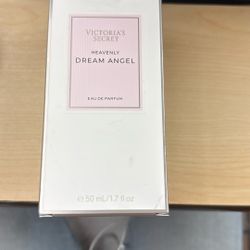 VICTORIA'S
SECRET
HEAVENLY
DREAM ANGEL
EAU DE PARFUM
℮50 mL/1.7 fl oz